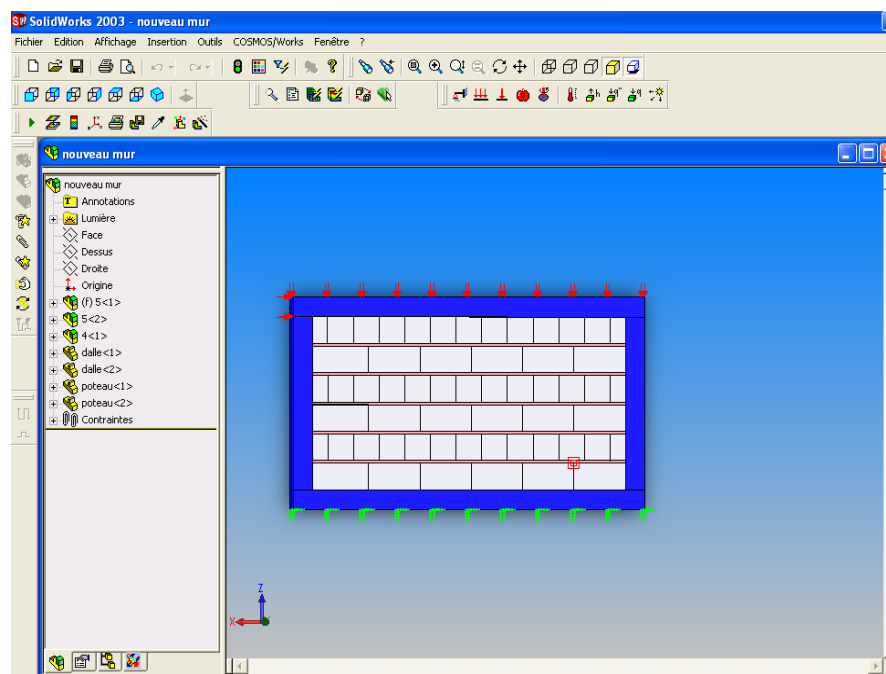 SolidWorks 2003 - nouveau mur
Fichier Edition Affichage Insertion Outils COSMOS/Works Fenêtre ?
nouveau mur
nouveau mur
Annotations
Lumière
Face
Dessus
Droite
Origine
(f) 5<1>
5<2>
4<1>
dalle<1>
dalle<2>
poteau<1>
poteau<2>
Contraintes
Z
X